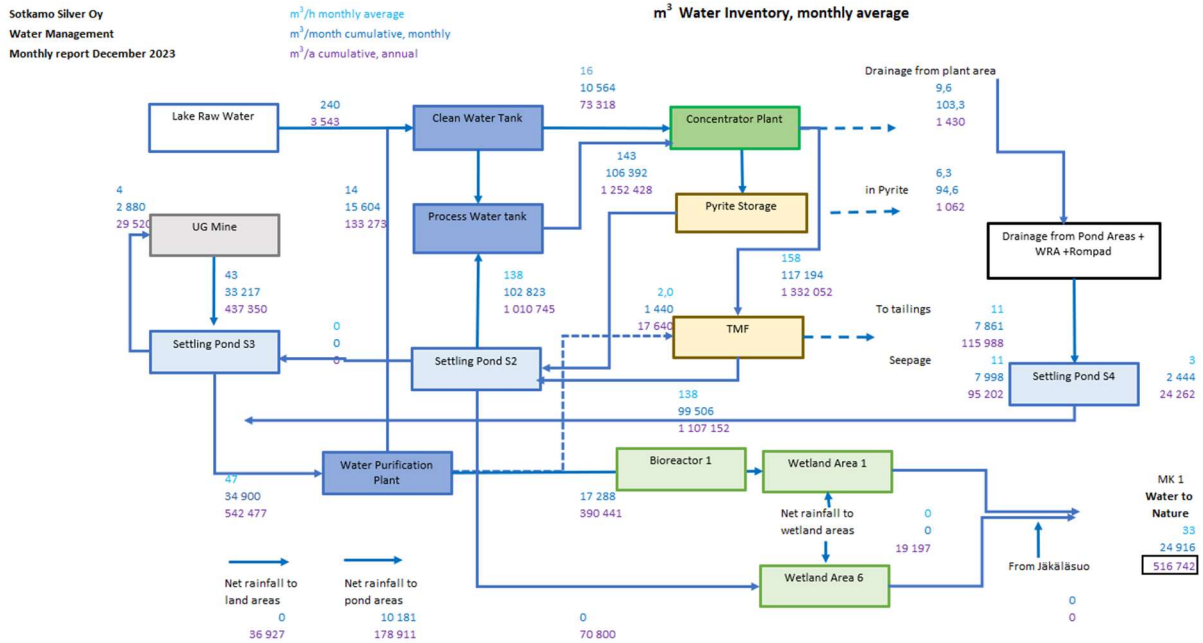 Sotkamo Silver Oy
m³/h monthly average
m³ Water Inventory, monthly average
Water Management
m³/month cumulative, monthly
Monthly report December 2023
m³/a cumulative, annual
16
10 564
73 318
Drainage from plant area
9,6
103,3
1 430
240
3 543
Lake Raw Water
Clean Water Tank
Concentrator Plant
143
106 392
1 252 428
4
2 880
29 520
14
15 604
133 273
6,3
94,6
1 062
in Pyrite
Process Water tank
Pyrite Storage
UG Mine
Drainage from Pond Areas +
WRA +Rompad
43
33 217
437 350
138
102 823
1 010 745
158
117 194
1 332 052
2,0
1 440
17 640
To tailings
11
7 861
115 988
0
0
0
Settling Pond S3
Settling Pond S2
TMF
Seepage
11
7 998
95 202
Settling Pond S4
3
2 444
24 262
138
99 506
1 107 152
Water Purification
Plant
Bioreactor 1
Wetland Area 1
47
34 900
542 477
17 288
390 441
Net rainfall to
wetland areas
0
0
19 197
MK 1
Water to
Nature
33
24 916
516 742
Net rainfall to
land areas
0
36 927
Net rainfall to
pond areas
10 181
178 911
Wetland Area 6
From Jäkäläsuo
0
70 800
0
0